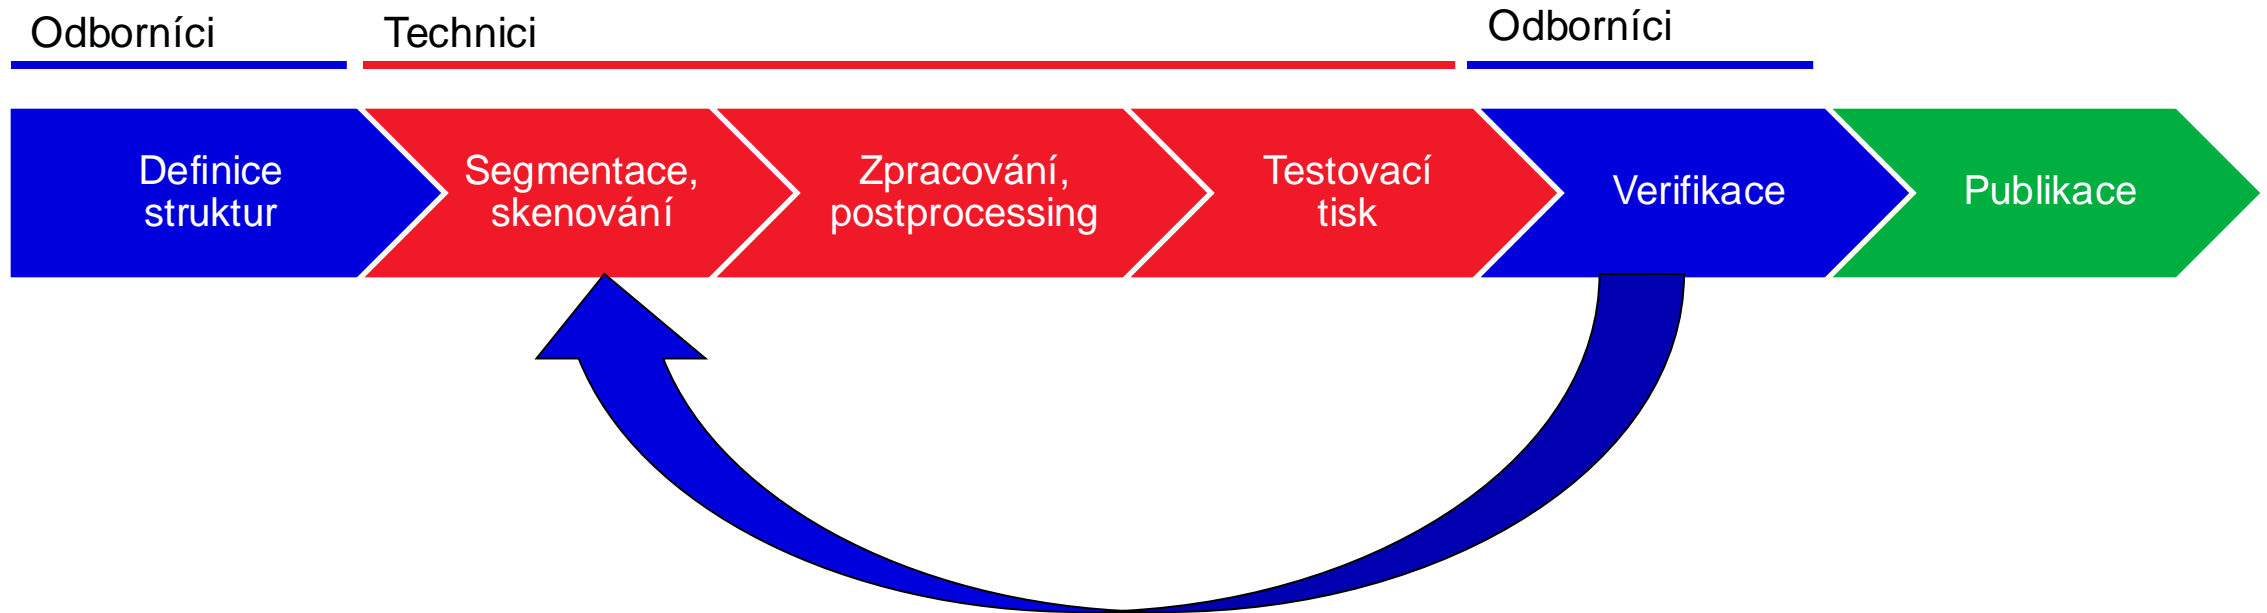 Odborníci
Technici
Odborníci
Definice
struktur
Segmentace,
skenování
Zpracování,
postprocessing
Testovací
tisk
Verifikace
Publikace